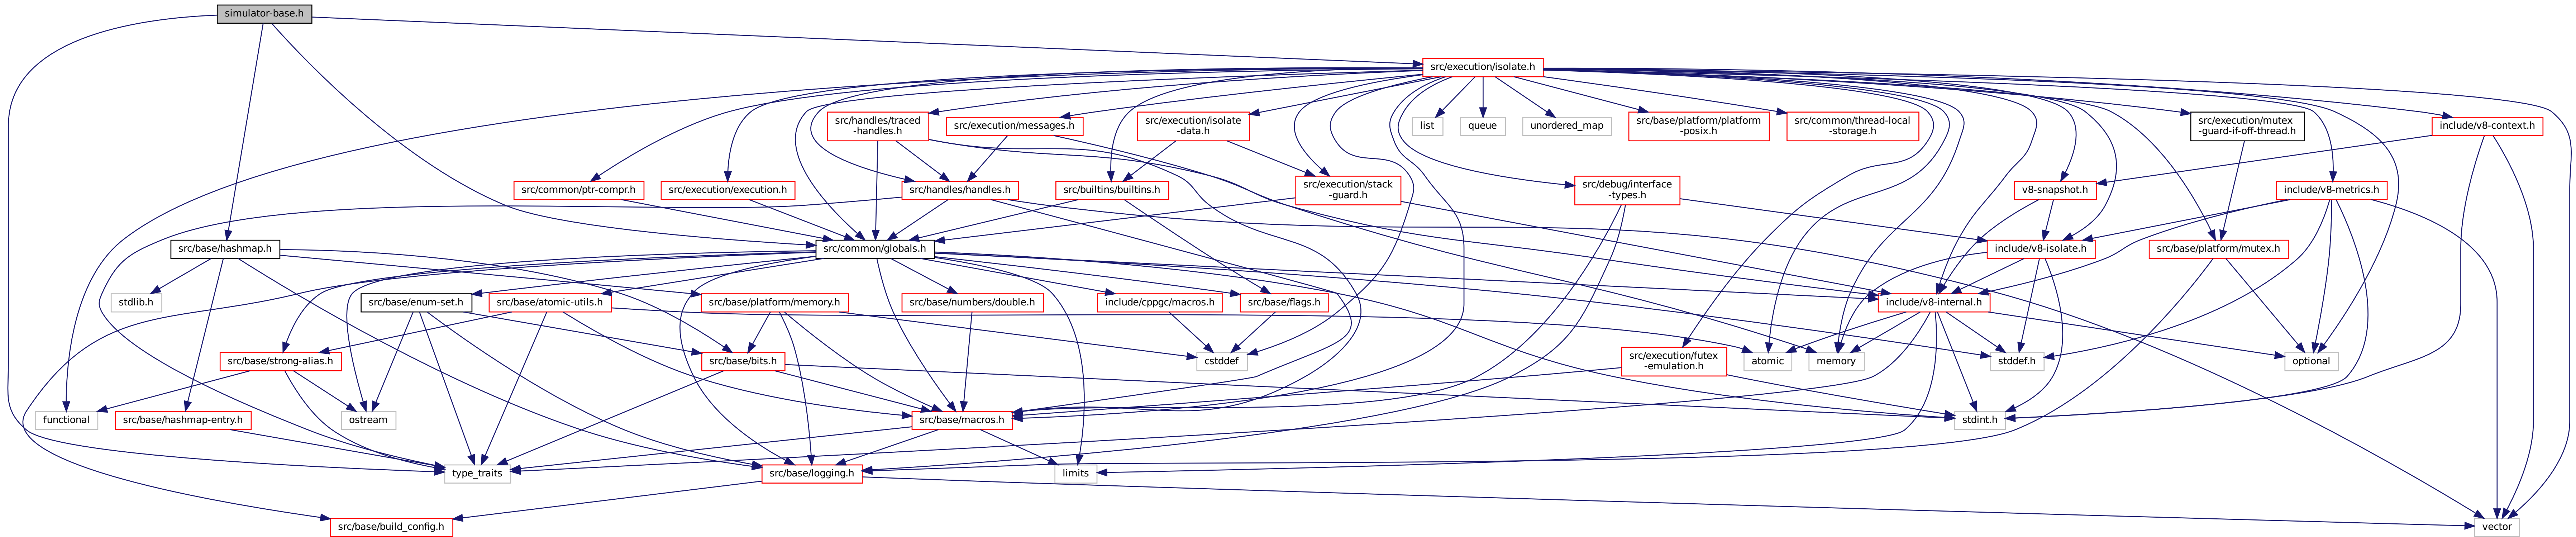 simulator-base.h
src/execution/isolate.h
src/handles/traced
-handles.h
src/execution/messages.h
src/execution/isolate
-data.h
list
queue
unordered_map
src/base/platform/platform
-posix.h
src/common/thread-local
-storage.h
src/execution/mutex
-guard-if-off-thread.h
include/v8-context.h
src/common/ptr-compr.h
src/execution/execution.h
src/handles/handles.h
src/builtins/builtins.h
src/execution/stack
-guard.h
src/debug/interface
-types.h
v8-snapshot.h
include/v8-metrics.h
src/base/hashmap.h
src/common/globals.h
include/v8-isolate.h
src/base/platform/mutex.h
stdlib.h
src/base/enum-set.h
src/base/atomic-utils.h
src/base/platform/memory.h
src/base/numbers/double.h
include/cppgc/macros.h
src/base/flags.h
include/v8-internal.h
src/base/strong-alias.h
src/base/bits.h
cstddef
src/execution/futex
-emulation.h
atomic
memory
stddef.h
optional
functional
src/base/hashmap-entry.h
ostream
src/base/macros.h
stdint.h
type_traits
src/base/logging.h
limits
src/base/build_config.h
vector